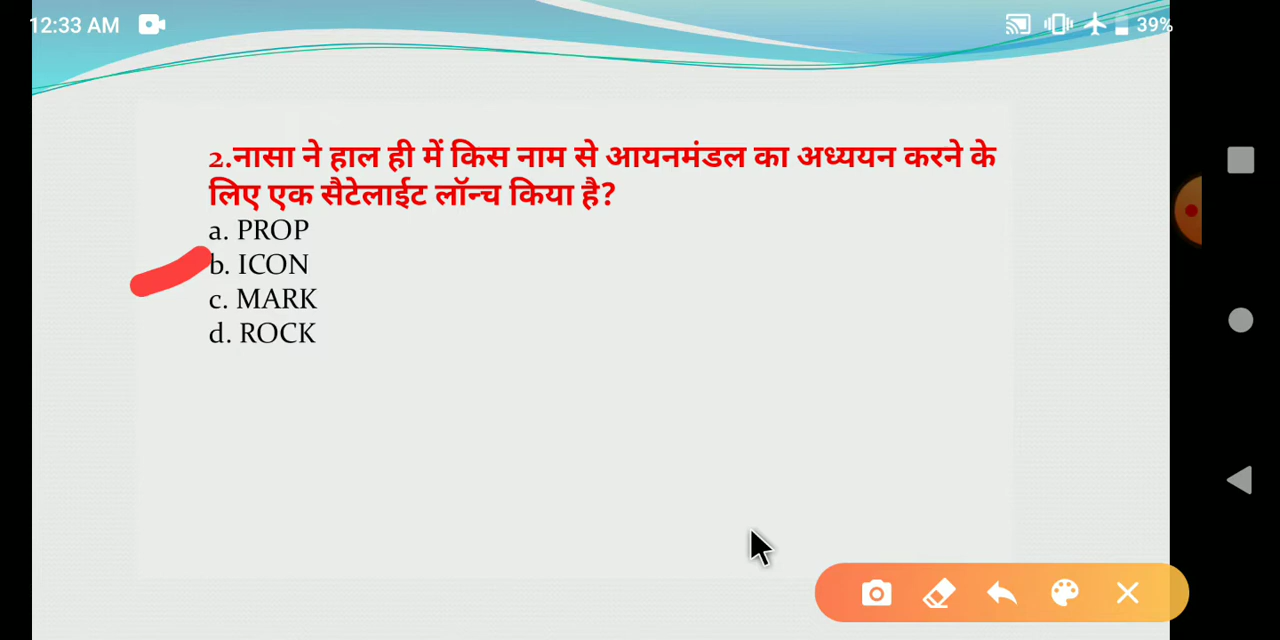 12:33 AM
39%
2.नासा ने हाल ही में किस नाम से आयनमंडल का अध्ययन करने के
लिए एक सैटेलाईट लॉन्च किया है?
a. PROP
b. ICON
c. MARK
d. ROCK